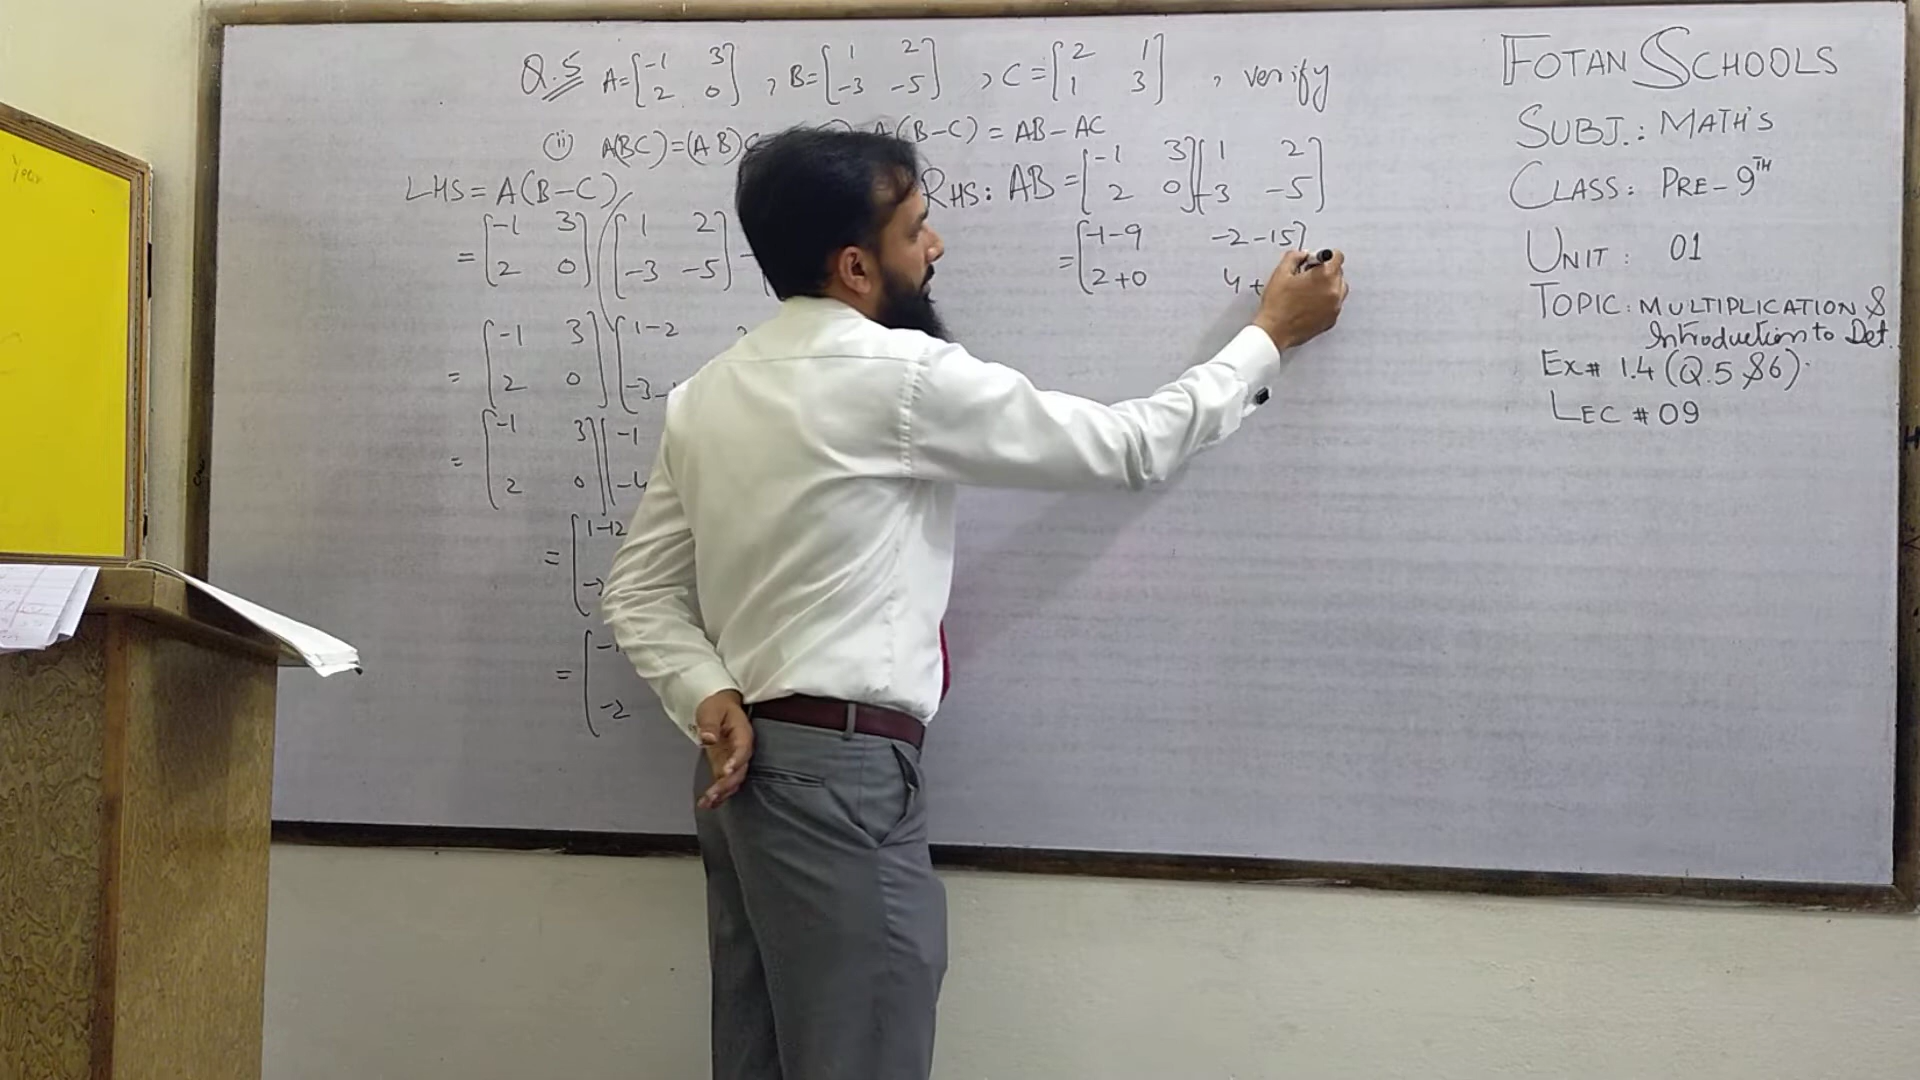 Q.5 A=[-1 3], B=[1 2], C=[2 1], verify
[2 0] [-3 -5] [1 3]
(ii) A(BC)=(AB)C A(B-C) = AB-AC
LHS = A(B-C)
= [-1 3] ([1 2] -
[2 0] [-3 -5]
= [-1 3] [1-2
[2 0] [-3-
= [-1 3] [-1
[2 0] [-4
= [1-12
=
-2
RHS: AB = [-1 3][1 2]
[2 0][-3 -5]
= [-1-9 -2-15]
[2+0 4+
FOTAN SCHOOLS
SUBJ.: MATH'S
CLASS: PRE-9TH
UNIT: 01
TOPIC: MULTIPLICATION &
Introduction to Det.
EX# 1.4 (Q.5 &6).
LEC # 09